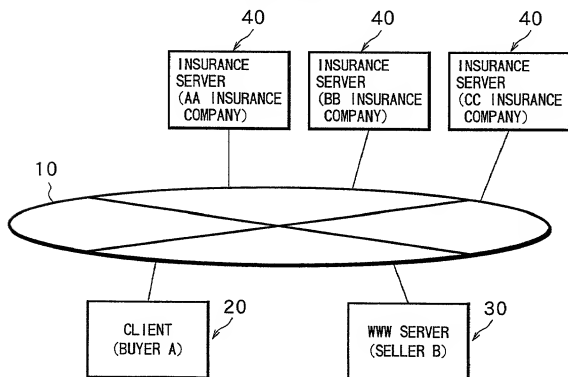 40
40
40
INSURANCE
SERVER
(AA INSURANCE
COMPANY)
INSURANCE
SERVER
(BB INSURANCE
COMPANY)
INSURANCE
SERVER
(CC INSURANCE
COMPANY)
10
CLIENT
(BUYER A)
20
WWW SERVER
(SELLER B)
30